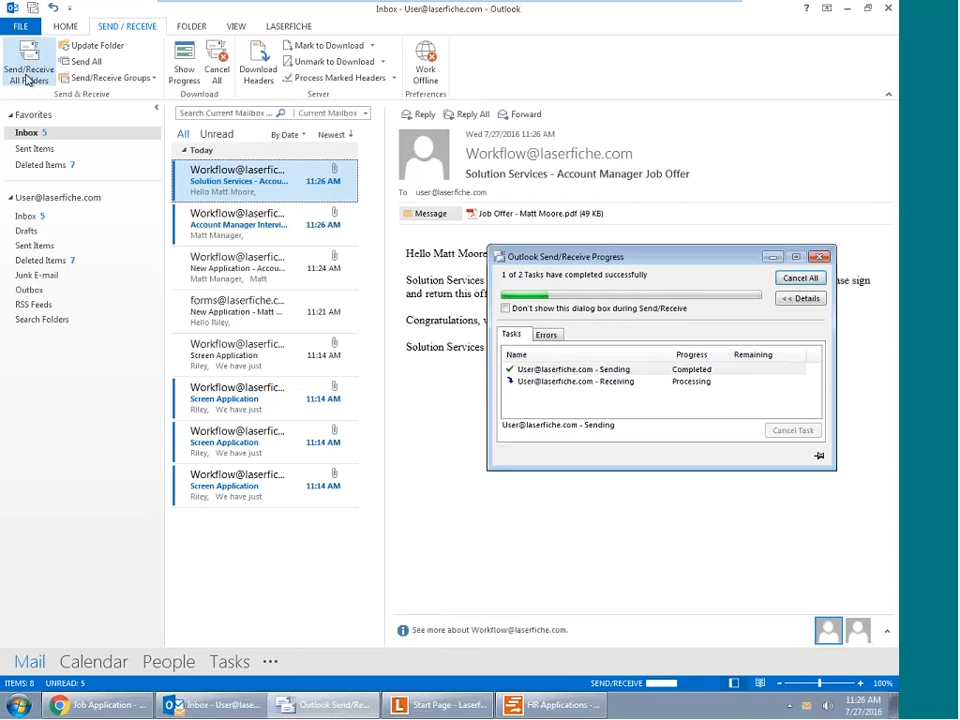 Inbox - User@laserfiche.com - Outlook
FILE HOME SEND / RECEIVE FOLDER VIEW LASERFICHE
Send/Receive
All Folders
Update Folder
Send All
Send/Receive Groups
Send & Receive
Show
Progress
Cancel
All
Download
Download
Headers
Mark to Download
Unmark to Download
Process Marked Headers
Server
Work
Offline
Preferences
Favorites
Inbox 5
Sent Items
Deleted Items 7
User@laserfiche.com
Inbox 5
Drafts
Sent Items
Deleted Items 7
Junk E-mail
Outbox
RSS Feeds
Search Folders
Search Current Mailbox ... Current Mailbox
All Unread By Date Newest
Today
Workflow@laserfic...
Solution Services - Accou... 11:26 AM
Hello Matt Moore,
Workflow@laserfic...
Account Manager Intervi... 11:26 AM
Matt Manager,
Workflow@laserfic...
New Application - Accou... 11:24 AM
Matt Manager, Matt
forms@laserfiche.c...
New Application - Matt ... 11:21 AM
Hello Riley,
Workflow@laserfic...
Screen Application 11:14 AM
Riley, We have just
Workflow@laserfic...
Screen Application 11:14 AM
Riley, We have just
Workflow@laserfic...
Screen Application 11:14 AM
Riley, We have just
Workflow@laserfic...
Screen Application 11:14 AM
Riley, We have just
Reply Reply All Forward
Wed 7/27/2016 11:26 AM
Workflow@laserfiche.com
Solution Services - Account Manager Job Offer
To user@laserfiche.com
Message Job Offer - Matt Moore.pdf (49 KB)
Hello Matt Moore
Solution Services
and return this of
Congratulations,
Solution Services
se sign
Outlook Send/Receive Progress
1 of 2 Tasks have completed successfully
Cancel All
<< Details
Don't show this dialog box during Send/Receive
Tasks Errors
Name Progress Remaining
User@laserfiche.com - Sending Completed
User@laserfiche.com - Receiving Processing
User@laserfiche.com - Sending
Cancel Task
See more about Workflow@laserfiche.com.
Mail Calendar People Tasks ...
ITEMS: 8 UNREAD: 5 SEND/RECEIVE 100%
Job Application - ... Inbox - User@lase... Outlook Send/Re... Start Page - Laserf... HR Applications -...
11:26 AM
7/27/2016